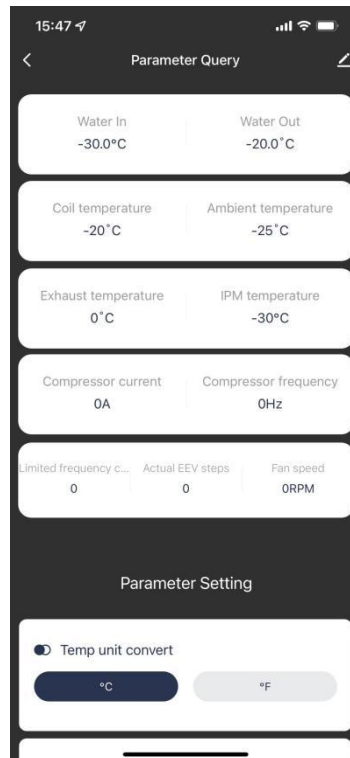 15:47
Parameter Query
Water In Water Out
-30.0°C -20.0°C
Coil temperature Ambient temperature
-20°C -25°C
Exhaust temperature IPM temperature
0°C -30°C
Compressor current Compressor frequency
0A 0Hz
Limited frequency c... Actual EEV steps Fan speed
0 0 0RPM
Parameter Setting
Temp unit convert
°C °F